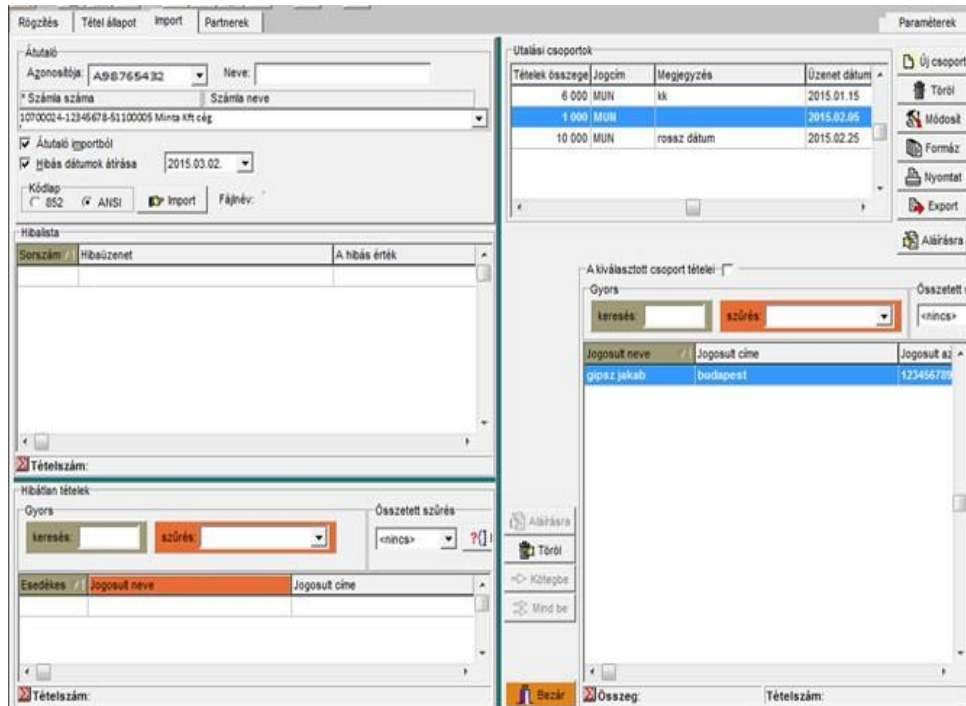 Rögzítés Tétel állapot Import Partnerek Paraméterek
Átutaló
Azonosítója: A98765432 Neve:
* Számla száma Számla neve
10700024-12345678-51100005 Minta Kft cég
Átutaló importból
Hibás dátumok átírása 2015.03.02.
Kódlap
852 ANSI Import Fájlnév:
Hibalista
Sorszám Hibaüzenet A hibás érték
Tételszám:
Hibátlan tételek
Gyors Összetett szűrés
keresés: szűrés: <nincs> ?()
Esedékes Jogosult neve Jogosult címe
Tételszám:
Utalási csoportok
Tételek összege Jogcím Megjegyzés Üzenet dátum
6 000 MUN kk 2015.01.15
1 000 MUN 2015.02.05
10 000 MUN rossz dátum 2015.02.25
Új csoport
Töröl
Módosít
Formáz
Nyomtat
Export
Aláírásra
A kiválasztott csoport tételei
Gyors Összetett
keresés: szűrés: <nincs>
Jogosult neve Jogosult címe Jogosult az
gipsz jakab budapest 123456789
Aláírásra
Töröl
Kötegbe
Mind be
Bezár
Összeg: Tételszám: